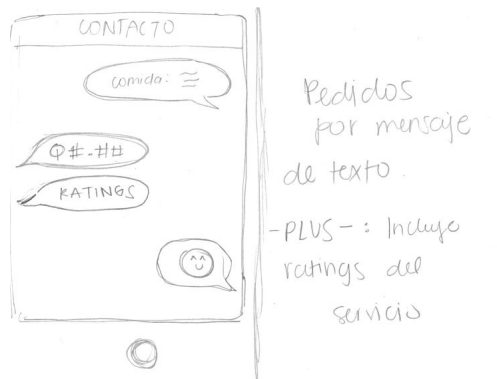 CONTACTO
comida:
Q#.##
RATINGS
Pedidos
por mensaje
de texto.
-PLUS-: Incluye
ratings del
servicio